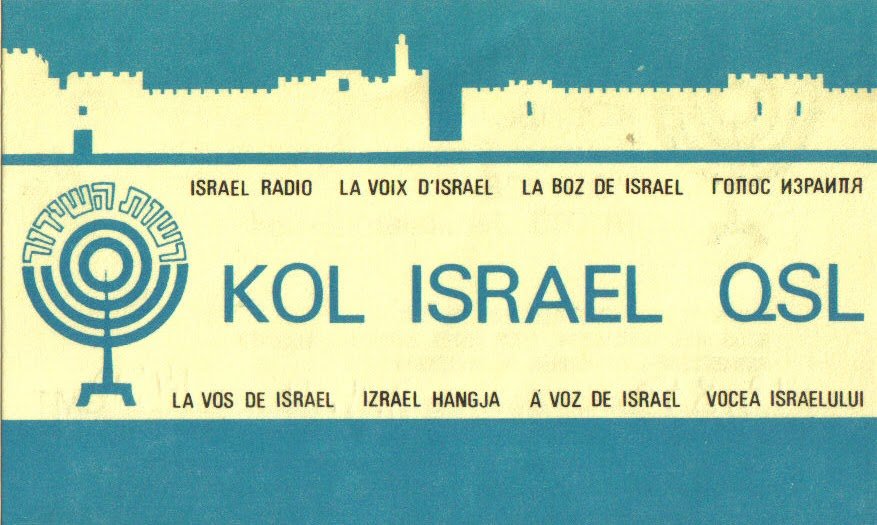 ISRAEL RADIO LA VOIX D'ISRAEL LA BOZ DE ISRAEL ГОЛОС ИЗРАИЛЯ
רשות השידור
KOL ISRAEL QSL
LA VOS DE ISRAEL IZRAEL HANGJA Á VOZ DE ISRAEL VOCEA ISRAELULUI